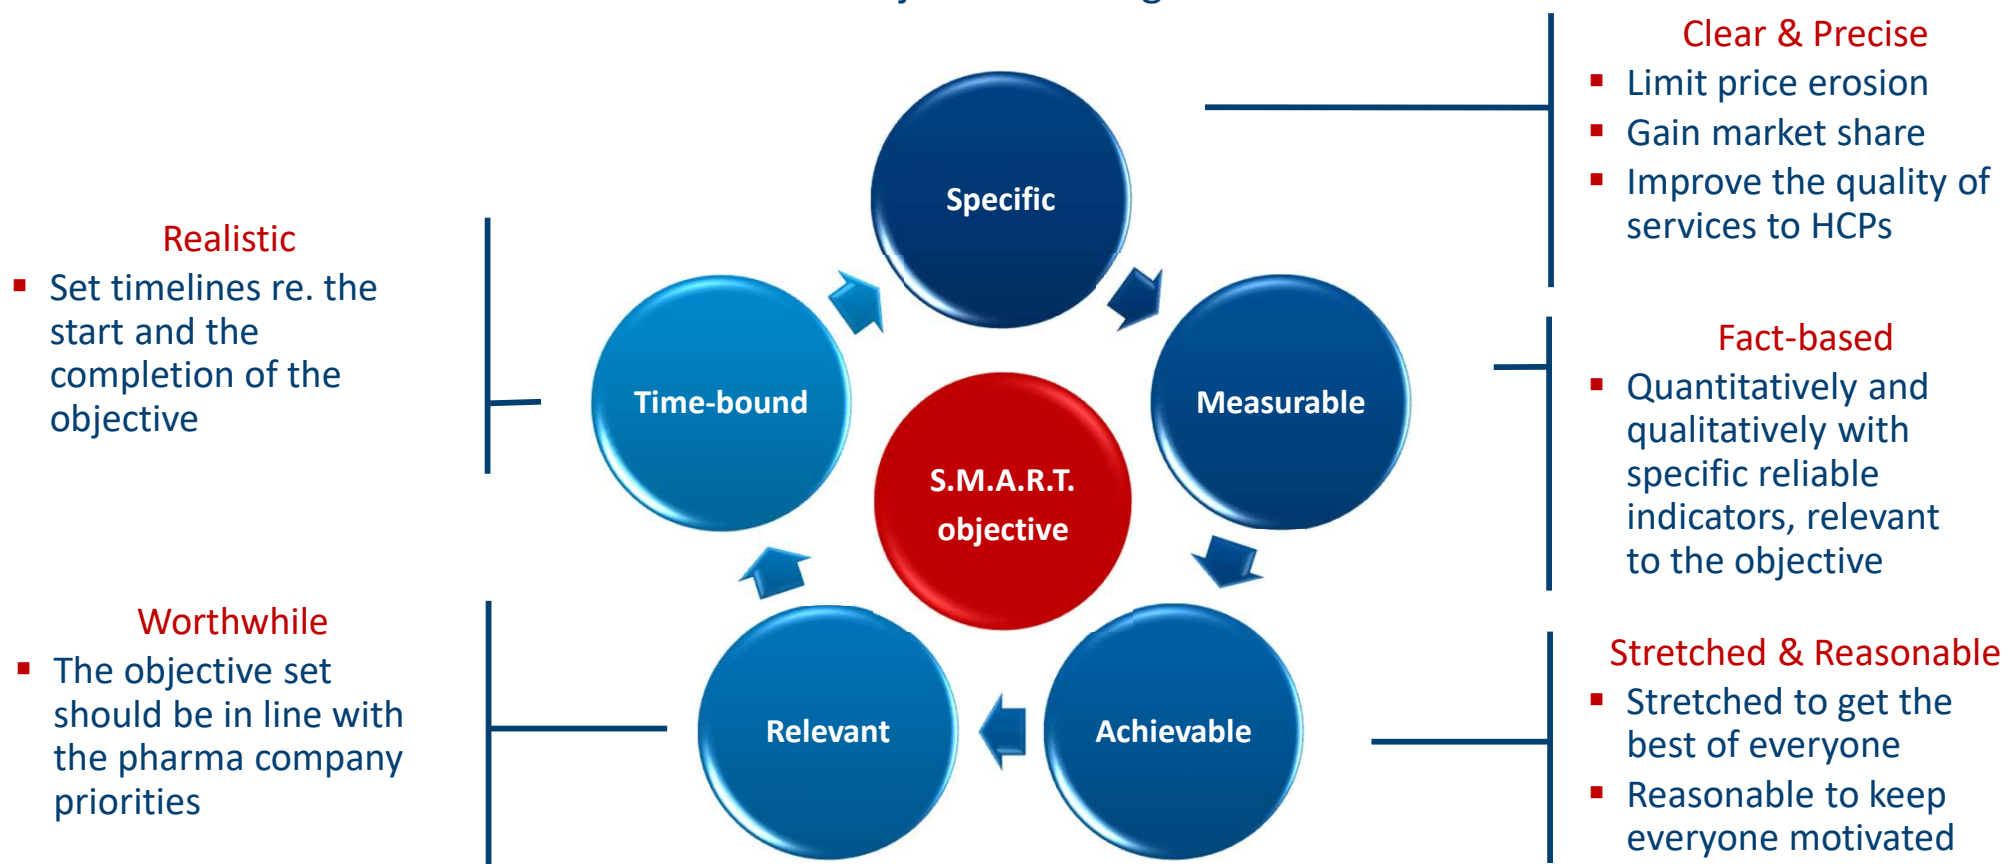 Clear & Precise
▪ Limit price erosion
▪ Gain market share
▪ Improve the quality of
services to HCPs
Specific
Realistic
▪ Set timelines re. the
start and the
completion of the
objective
Time-bound
Measurable
Fact-based
▪ Quantitatively and
qualitatively with
specific reliable
indicators, relevant
to the objective
S.M.A.R.T.
objective
Worthwhile
▪ The objective set
should be in line with
the pharma company
priorities
Relevant
Achievable
Stretched & Reasonable
▪ Stretched to get the
best of everyone
▪ Reasonable to keep
everyone motivated